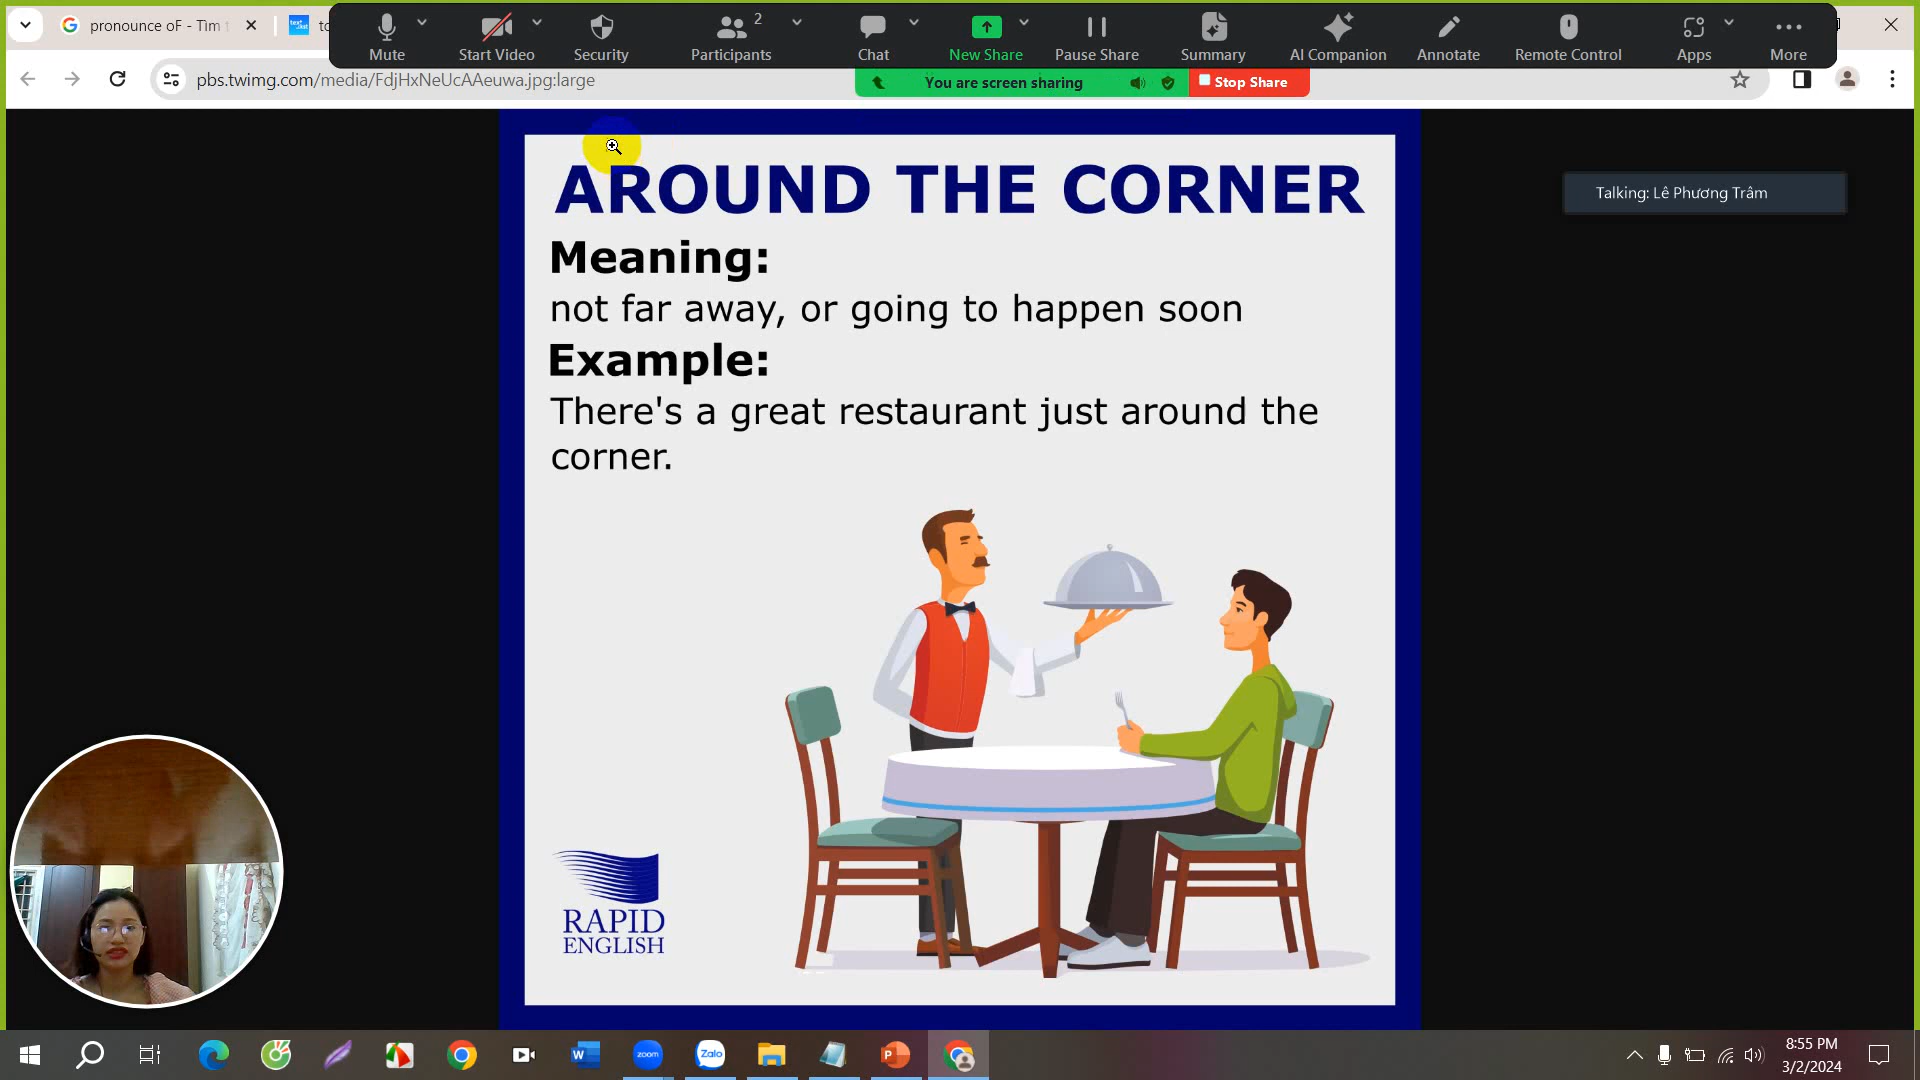 pronounce oF - Tìm
Mute
Start Video
Security
Participants
2
Chat
New Share
Pause Share
Summary
AI Companion
Annotate
Remote Control
Apps
More
pbs.twimg.com/media/FdjHxNeUcAAeuwa.jpg:large
You are screen sharing
Stop Share
AROUND THE CORNER
Meaning:
not far away, or going to happen soon
Example:
There's a great restaurant just around the
corner.
Talking: Lê Phương Trâm
RAPID
ENGLISH
zoom
Zalo
8:55 PM
3/2/2024